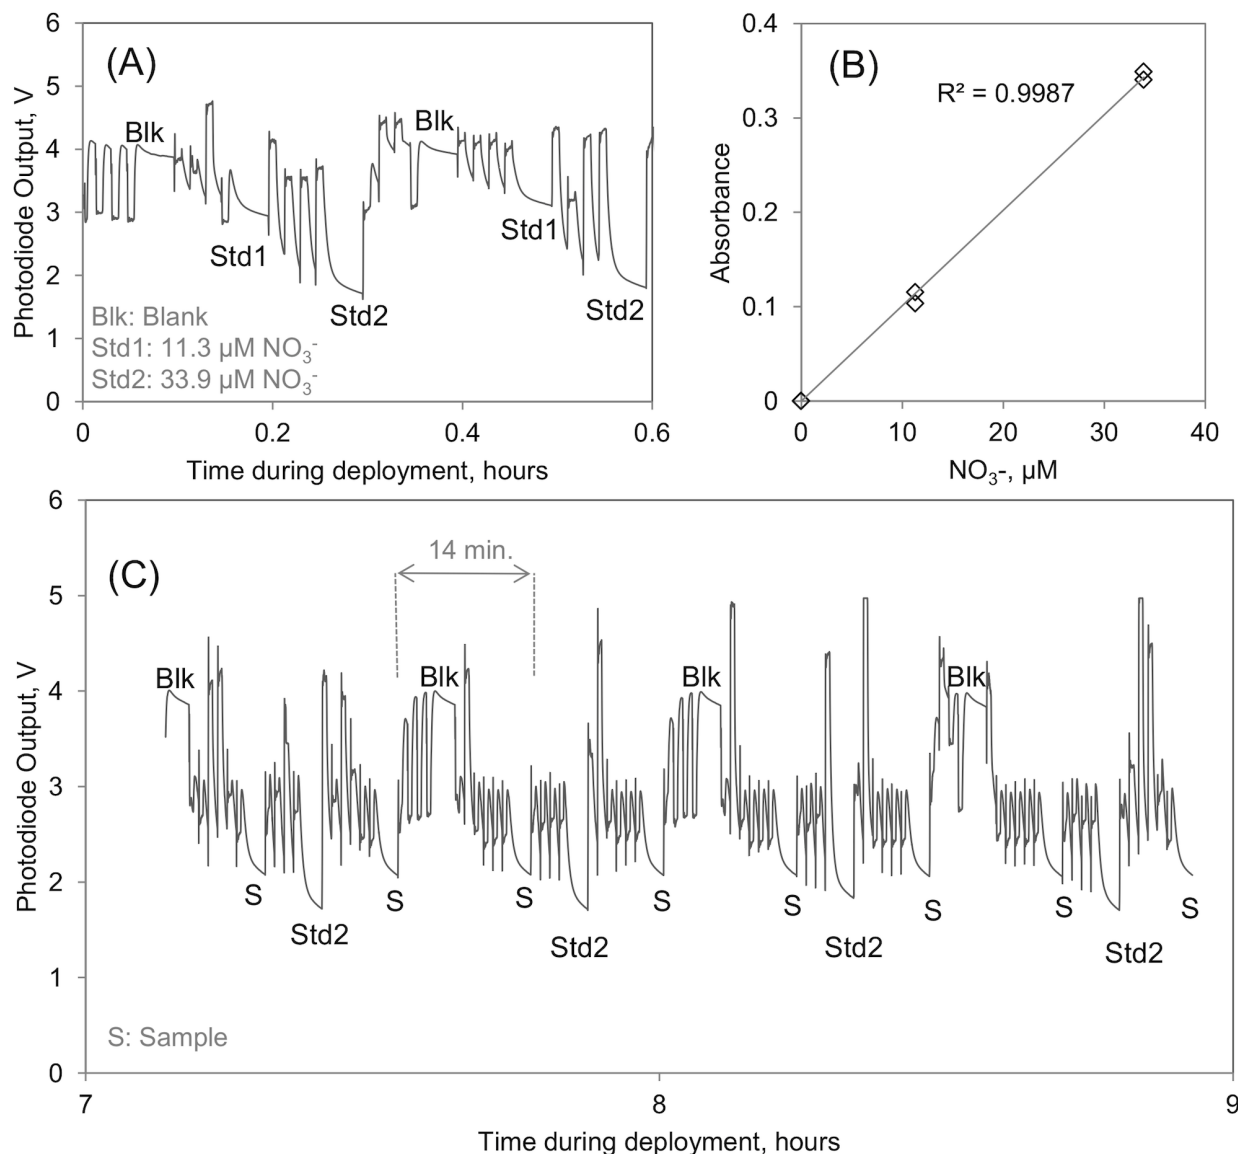 (A)
Photodiode Output, V
6
5
4
3
2
1
0
Blk
Std1
Std2
Blk
Std1
Std2
Blk: Blank
Std1: 11.3 µM NO₃⁻
Std2: 33.9 µM NO₃⁻
0
0.2
0.4
0.6
Time during deployment, hours
(B)
R² = 0.9987
Absorbance
0.4
0.3
0.2
0.1
0
0
10
20
30
40
NO₃-, µM
(C)
Photodiode Output, V
6
5
4
3
2
1
0
14 min.
Blk
Blk
Blk
Blk
S
S
S
S
S
S
S
S
Std2
Std2
Std2
Std2
S: Sample
7
8
9
Time during deployment, hours